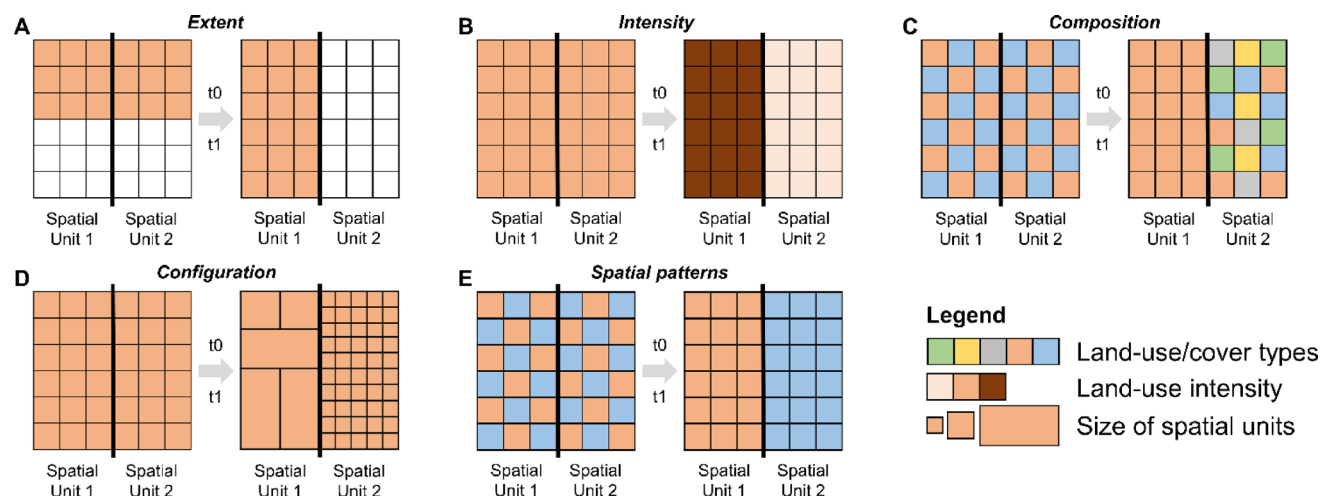 A Extent
t0
t1
Spatial Unit 1
Spatial Unit 2
Spatial Unit 1
Spatial Unit 2
B Intensity
t0
t1
Spatial Unit 1
Spatial Unit 2
Spatial Unit 1
Spatial Unit 2
C Composition
t0
t1
Spatial Unit 1
Spatial Unit 2
Spatial Unit 1
Spatial Unit 2
D Configuration
t0
t1
Spatial Unit 1
Spatial Unit 2
Spatial Unit 1
Spatial Unit 2
E Spatial patterns
t0
t1
Spatial Unit 1
Spatial Unit 2
Spatial Unit 1
Spatial Unit 2
Legend
Land-use/cover types
Land-use intensity
Size of spatial units